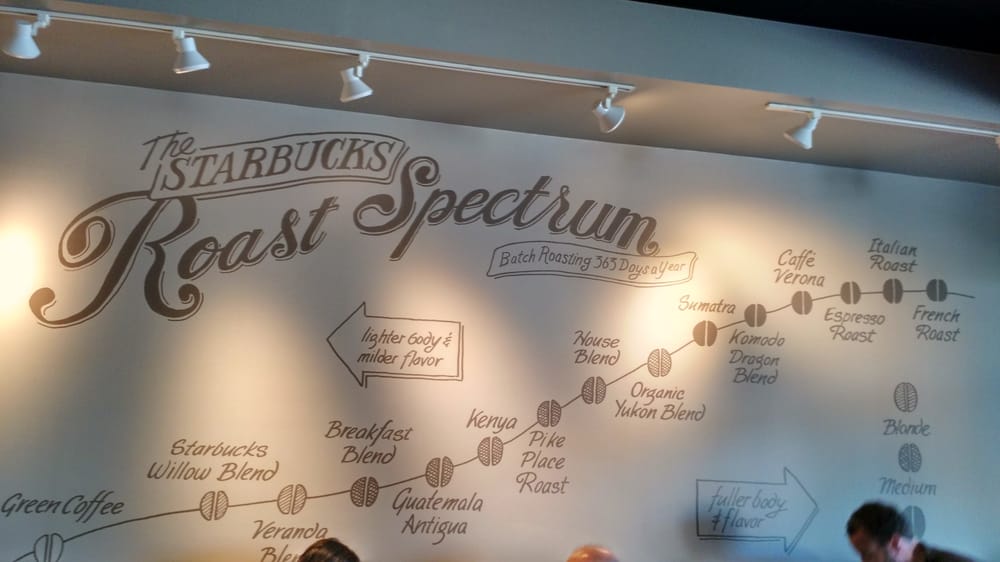 The
STARBUCKS
Roast Spectrum
Batch Roasting 363 Days a Year
lighter body &
milder flavor
Green Coffee
Starbucks
Willow Blend
Veranda
Breakfast
Blend
Guatemala
Antigua
Kenya
Pike
Place
Roast
House
Blend
Organic
Yukon Blend
Sumatra
Komodo
Dragon
Blend
Caffè
Verona
Espresso
Roast
Italian
Roast
French
Roast
fuller body
& flavor
Blonde
Medium